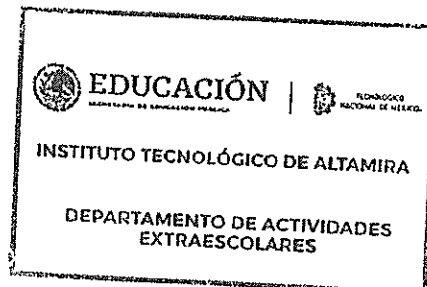 EDUCACIÓN
SECRETARÍA DE EDUCACIÓN PÚBLICA
TECNOLÓGICO
NACIONAL DE MÉXICO
INSTITUTO TECNOLÓGICO DE ALTAMIRA
DEPARTAMENTO DE ACTIVIDADES
EXTRAESCOLARES